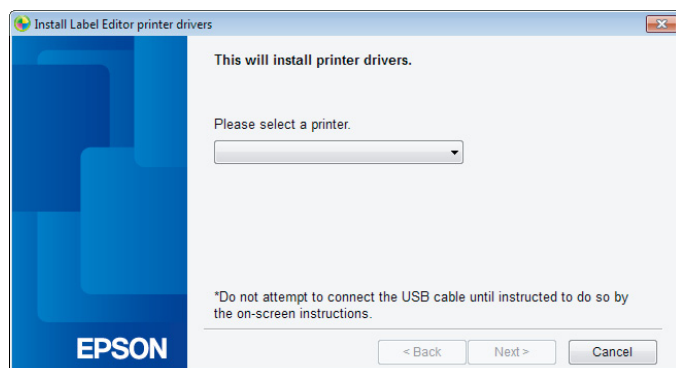 Install Label Editor printer drivers
This will install printer drivers.
Please select a printer.
*Do not attempt to connect the USB cable until instructed to do so by
the on-screen instructions.
EPSON
< Back
Next >
Cancel